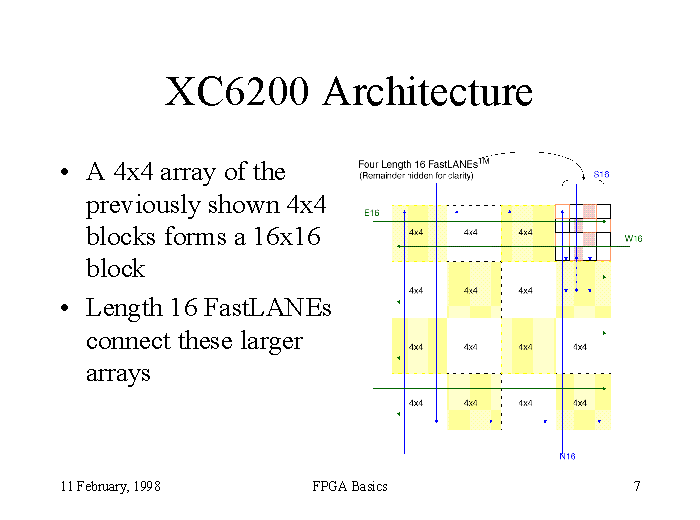 XC6200 Architecture
• A 4x4 array of the
previously shown 4x4
blocks forms a 16x16
block
• Length 16 FastLANEs
connect these larger
arrays
Four Length 16 FastLANEs™
(Remainder hidden for clarity)
S16
E16
W16
4x4 4x4 4x4
4x4 4x4 4x4
4x4 4x4 4x4 4x4
4x4 4x4 4x4 4x4
N16
11 February, 1998
FPGA Basics
7